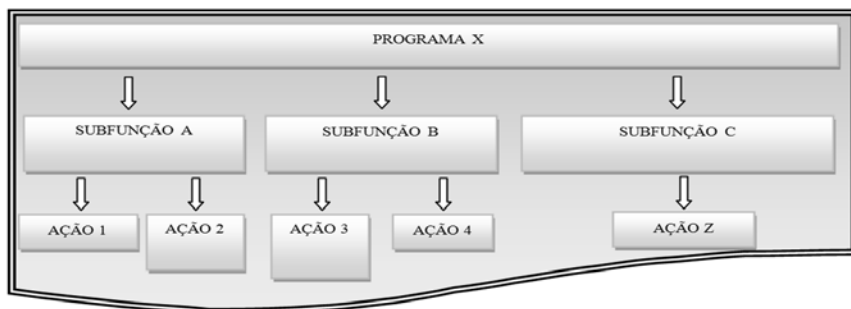 PROGRAMA X
SUBFUNÇÃO A
SUBFUNÇÃO B
SUBFUNÇÃO C
AÇÃO 1
AÇÃO 2
AÇÃO 3
AÇÃO 4
AÇÃO Z